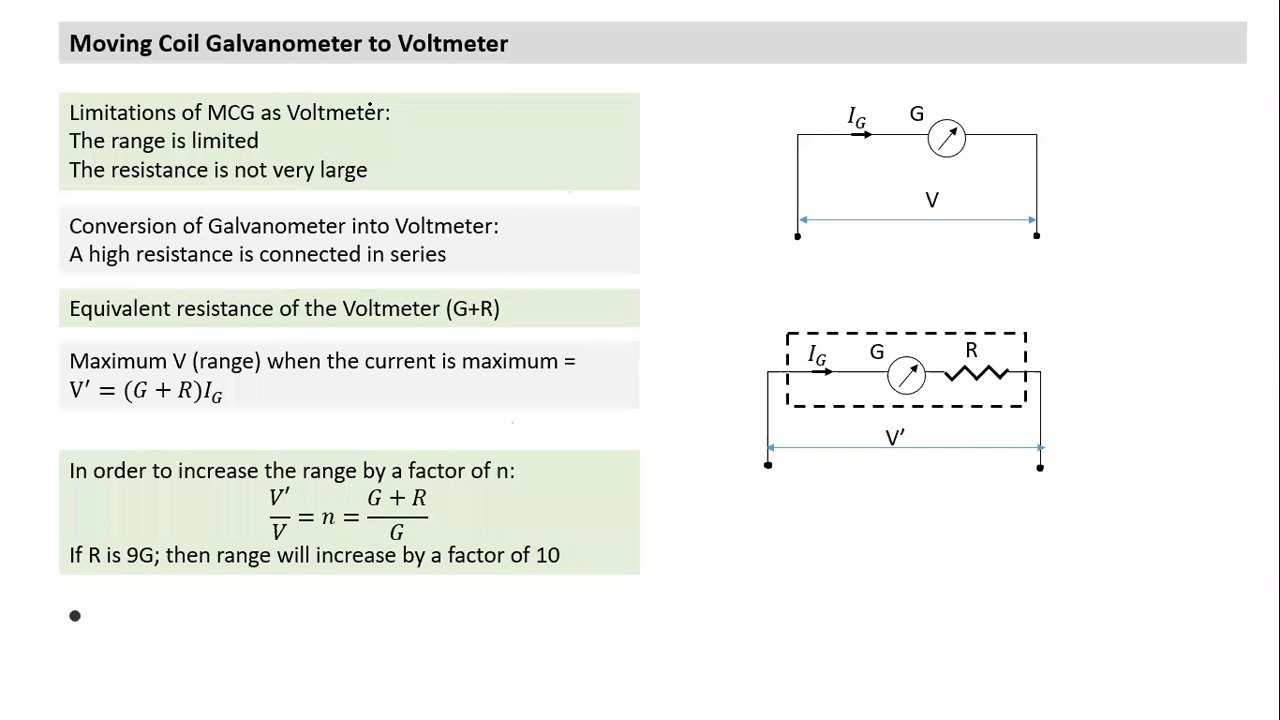 Moving Coil Galvanometer to Voltmeter
Limitations of MCG as Voltmeter:
The range is limited
The resistance is not very large
Conversion of Galvanometer into Voltmeter:
A high resistance is connected in series
Equivalent resistance of the Voltmeter (G+R)
Maximum V (range) when the current is maximum =
V′ = (G + R)I_G
In order to increase the range by a factor of n:
V′/V = n = (G + R)/G
If R is 9G; then range will increase by a factor of 10
I_G G
V
I_G G R
V’